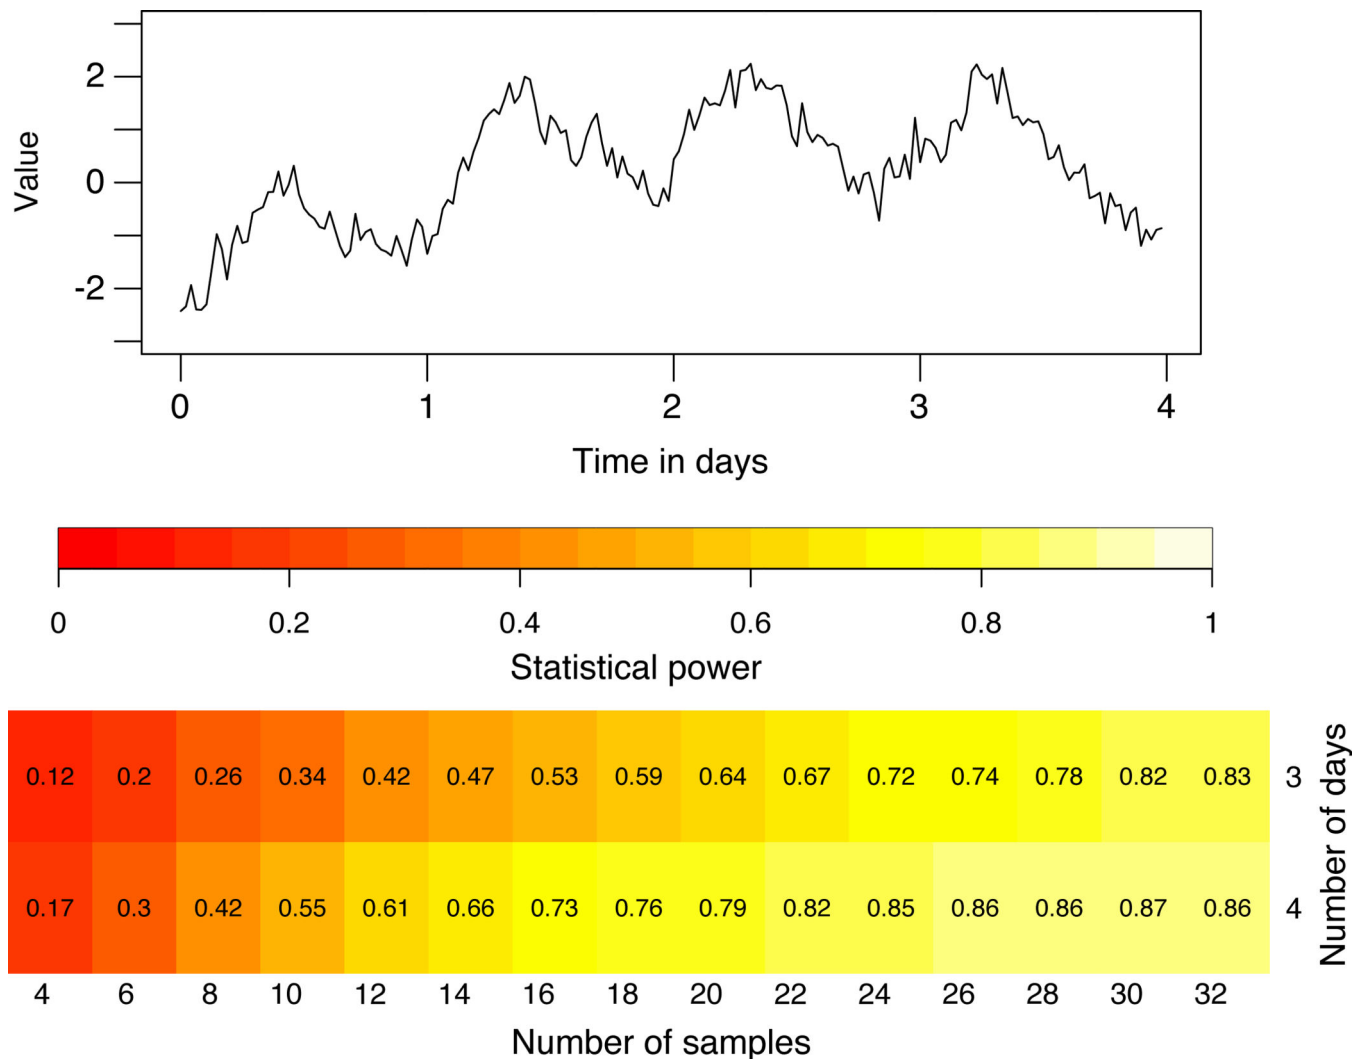 Value
2
0
-2
0 1 2 3 4
Time in days
0 0.2 0.4 0.6 0.8 1
Statistical power
0.12 0.2 0.26 0.34 0.42 0.47 0.53 0.59 0.64 0.67 0.72 0.74 0.78 0.82 0.83 3
0.17 0.3 0.42 0.55 0.61 0.66 0.73 0.76 0.79 0.82 0.85 0.86 0.86 0.87 0.86 4
Number of days
4 6 8 10 12 14 16 18 20 22 24 26 28 30 32
Number of samples